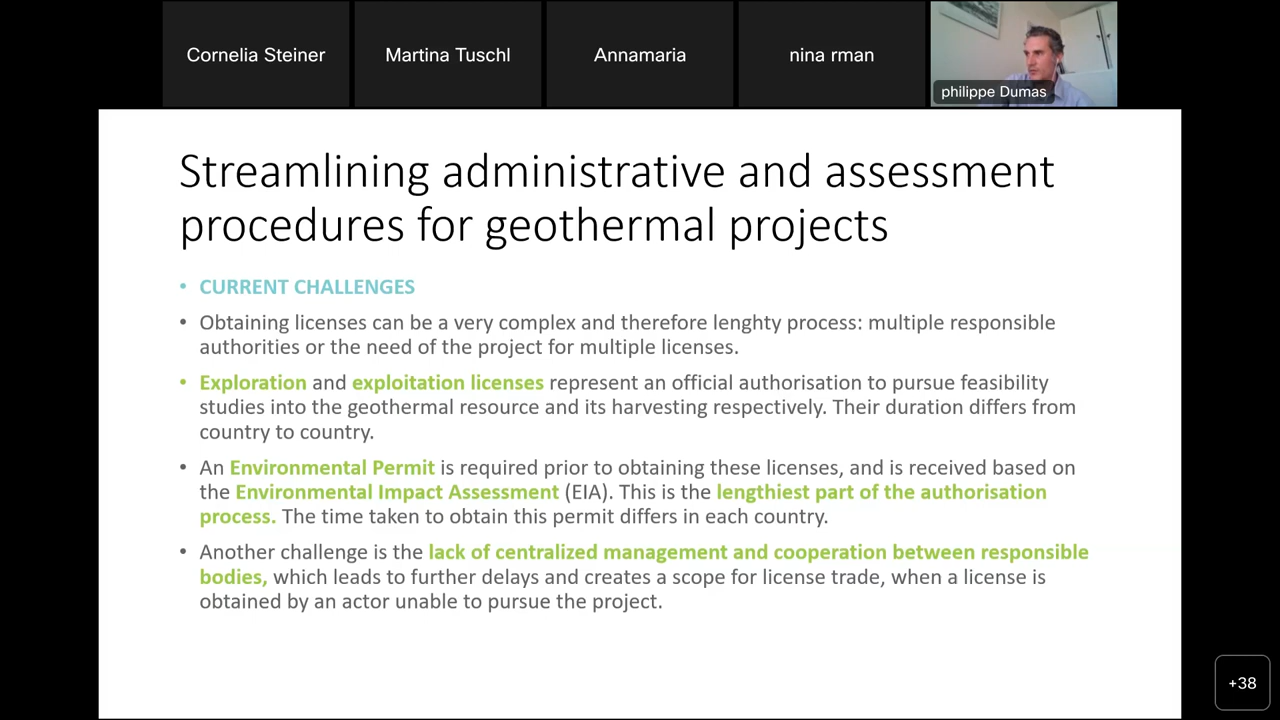 Cornelia Steiner
Martina Tuschl
Annamaria
nina rman
philippe Dumas
Streamlining administrative and assessment
procedures for geothermal projects
• CURRENT CHALLENGES
• Obtaining licenses can be a very complex and therefore lenghty process: multiple responsible
authorities or the need of the project for multiple licenses.
• Exploration and exploitation licenses represent an official authorisation to pursue feasibility
studies into the geothermal resource and its harvesting respectively. Their duration differs from
country to country.
• An Environmental Permit is required prior to obtaining these licenses, and is received based on
the Environmental Impact Assessment (EIA). This is the lengthiest part of the authorisation
process. The time taken to obtain this permit differs in each country.
• Another challenge is the lack of centralized management and cooperation between responsible
bodies, which leads to further delays and creates a scope for license trade, when a license is
obtained by an actor unable to pursue the project.
+38